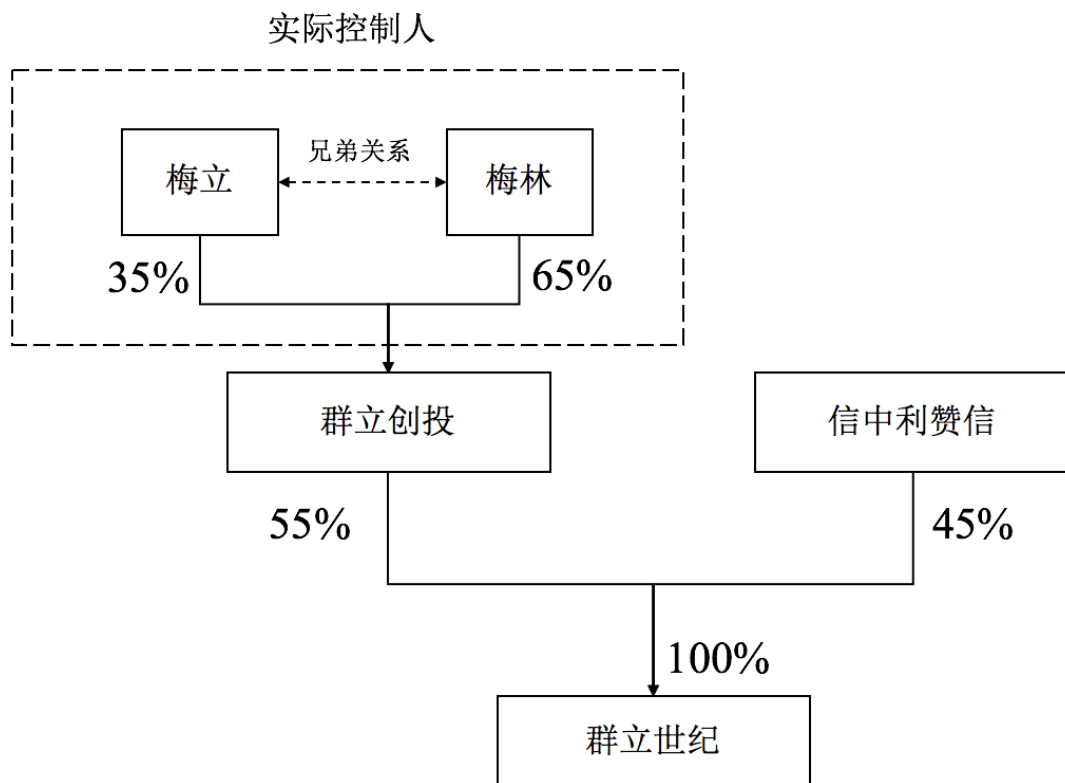 实际控制人
兄弟关系
梅立
梅林
35%
65%
群立创投
信中利赞信
55%
45%
100%
群立世纪